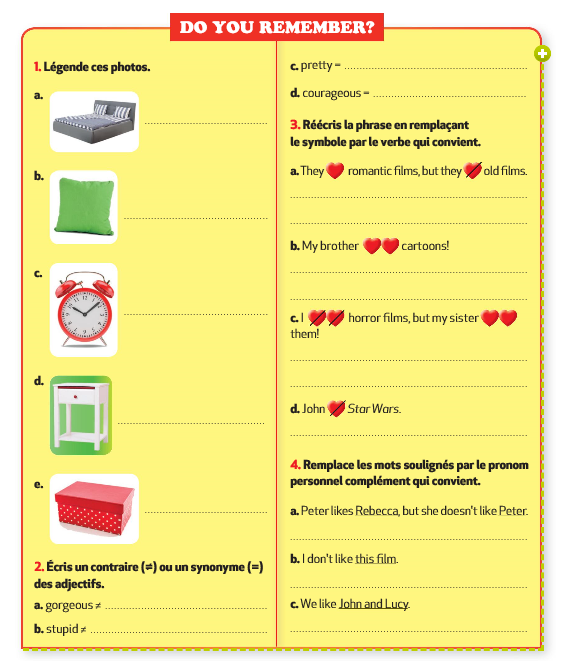 DO YOU REMEMBER?
1. Légende ces photos.
a.
b.
c.
d.
e.
2. Écris un contraire (≠) ou un synonyme (=)
des adjectifs.
a. gorgeous ≠
b. stupid ≠
c. pretty =
d. courageous =
3. Réécris la phrase en remplaçant
le symbole par le verbe qui convient.
a. They romantic films, but they old films.
b. My brother cartoons!
c. I horror films, but my sister
them!
d. John Star Wars.
4. Remplace les mots soulignés par le pronom
personnel complément qui convient.
a. Peter likes Rebecca, but she doesn't like Peter.
b. I don't like this film.
c. We like John and Lucy.